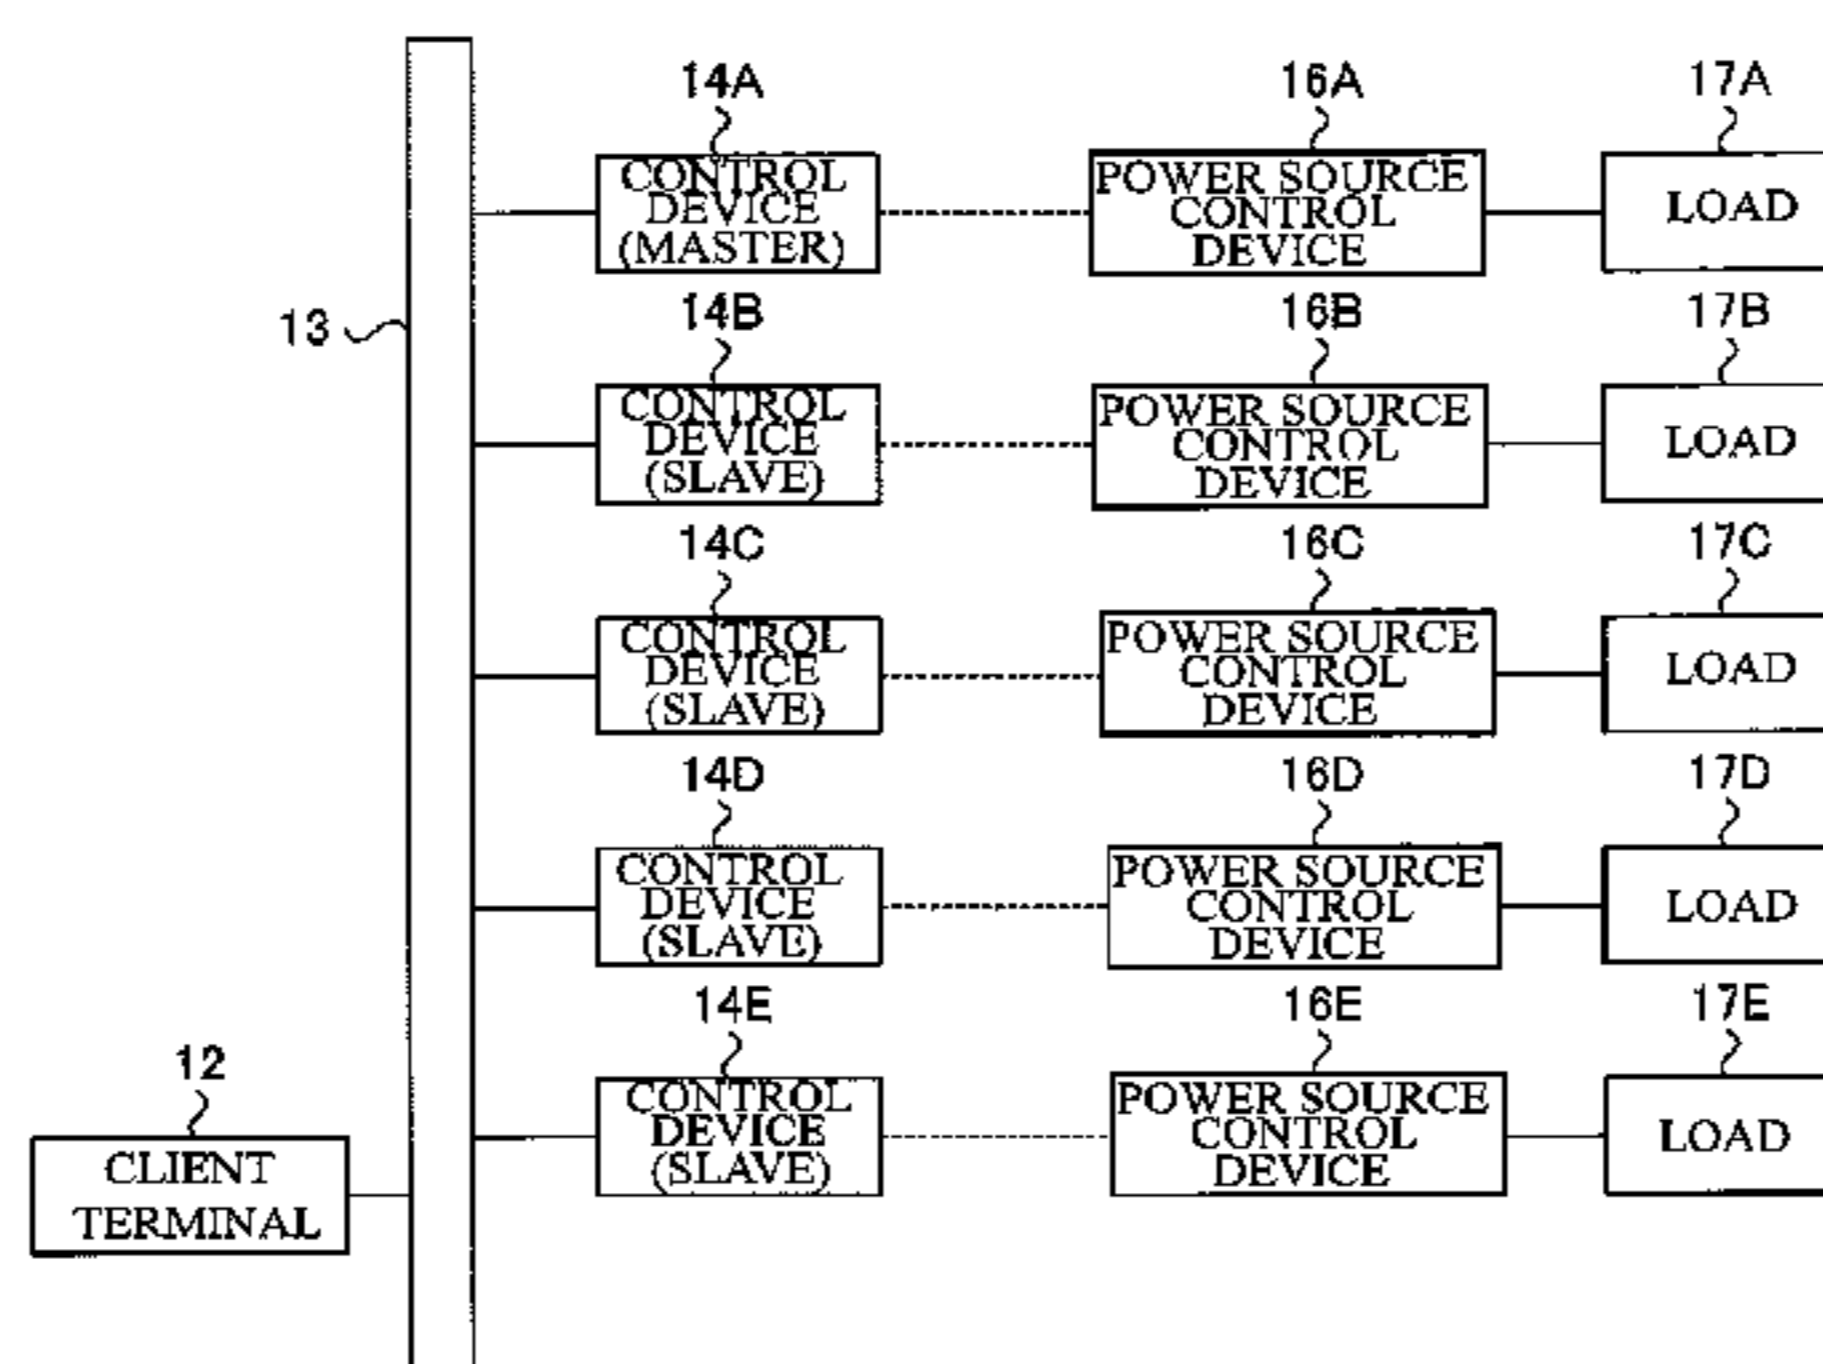 14A
16A
17A
CONTROL
DEVICE
(MASTER)
POWER SOURCE
CONTROL
DEVICE
LOAD
13
14B
16B
17B
CONTROL
DEVICE
(SLAVE)
POWER SOURCE
CONTROL
DEVICE
LOAD
14C
16C
17C
CONTROL
DEVICE
(SLAVE)
POWER SOURCE
CONTROL
DEVICE
LOAD
14D
16D
17D
CONTROL
DEVICE
(SLAVE)
POWER SOURCE
CONTROL
DEVICE
LOAD
14E
16E
17E
CONTROL
DEVICE
(SLAVE)
POWER SOURCE
CONTROL
DEVICE
LOAD
12
CLIENT
TERMINAL